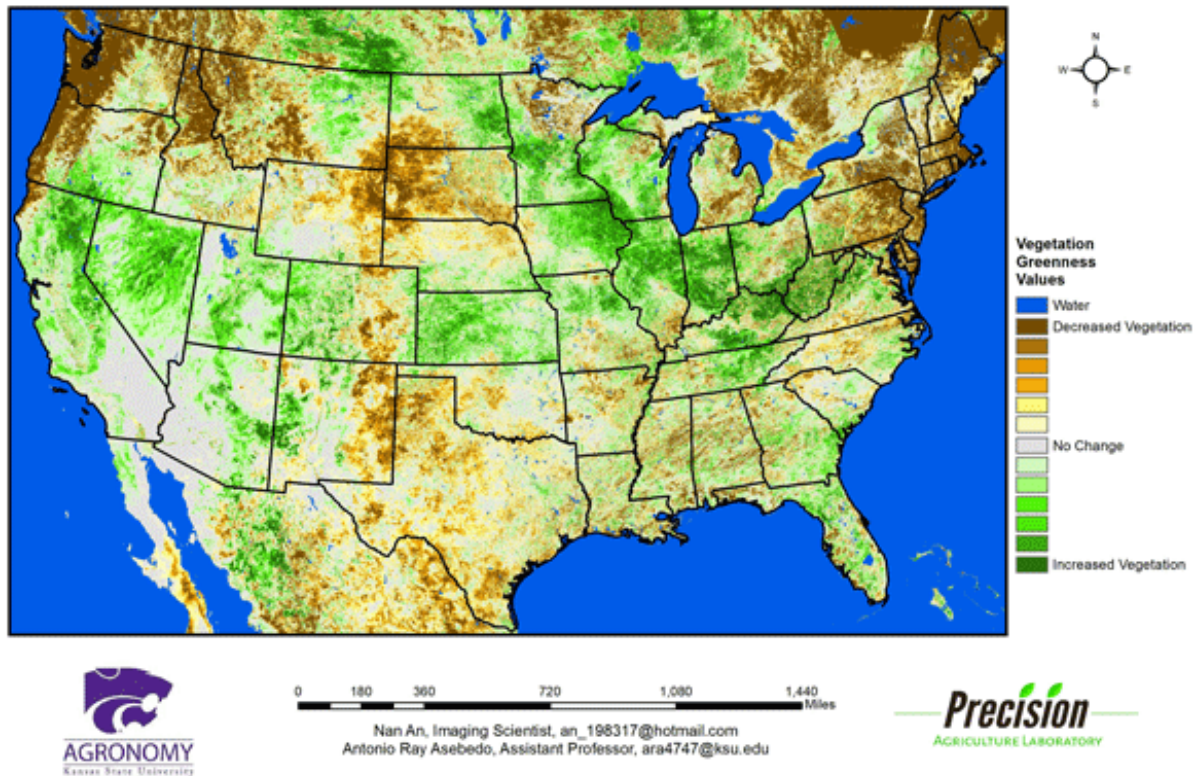 N
W E
S
Vegetation
Greenness
Values
Water
Decreased Vegetation
No Change
Increased Vegetation
0 180 360 720 1,080 1,440
Miles
Nan An, Imaging Scientist, an_198317@hotmail.com
Antonio Ray Asebedo, Assistant Professor, ara4747@ksu.edu
AGRONOMY
Kansas State University
Precision
AGRICULTURE LABORATORY